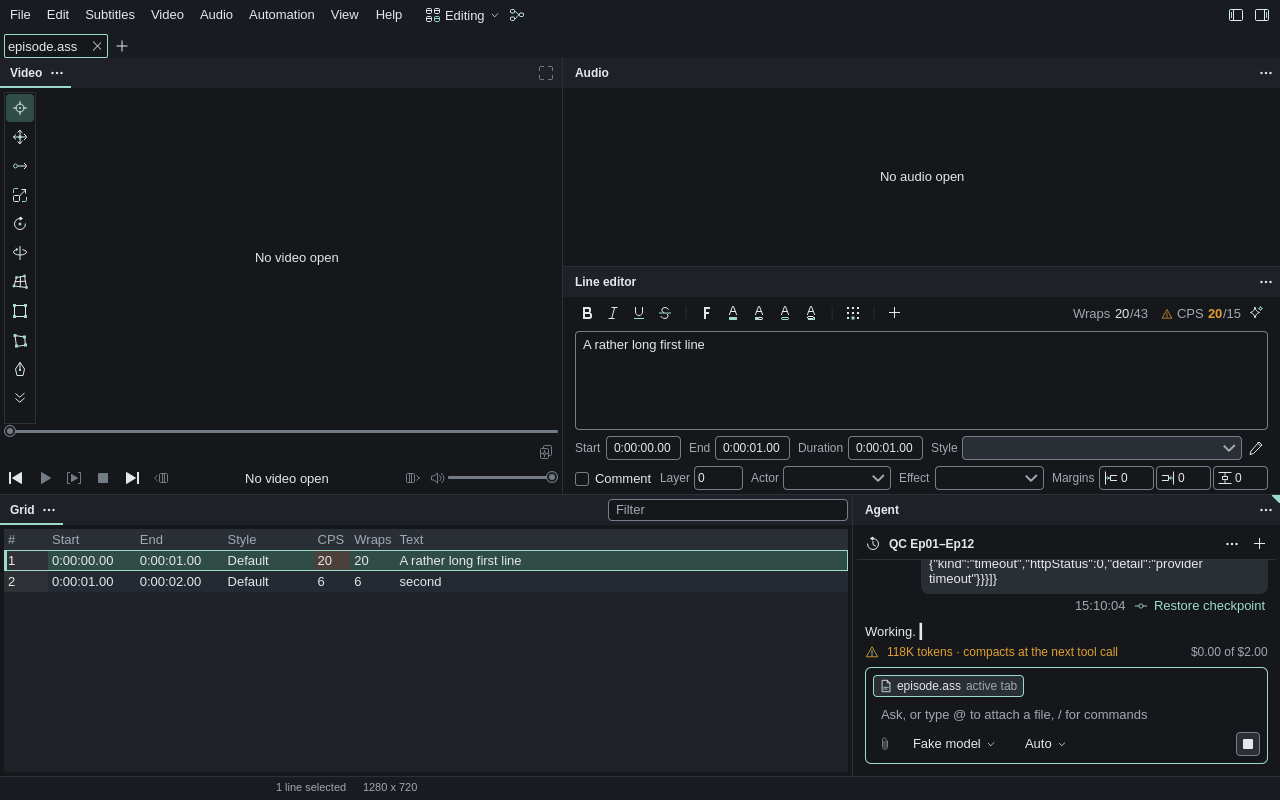 File Edit Subtitles Video Audio Automation View Help Editing
episode.ass
Video
Audio
No video open
No audio open
Line editor
B I U S F A A A A Wraps 20/43 CPS 20/15
A rather long first line
Start 0:00:00.00 End 0:00:01.00 Duration 0:00:01.00 Style
No video open
Comment Layer 0 Actor Effect Margins 0 0 0
Grid
Filter
# Start End Style CPS Wraps Text
1 0:00:00.00 0:00:01.00 Default 20 20 A rather long first line
2 0:00:01.00 0:00:02.00 Default 6 6 second
Agent
QC Ep01–Ep12
{"kind":"timeout","httpStatus":0,"detail":"provider
timeout"}}}]}
15:10:04 Restore checkpoint
Working.
118K tokens · compacts at the next tool call $0.00 of $2.00
episode.ass active tab
Ask, or type @ to attach a file, / for commands
Fake model Auto
1 line selected 1280 x 720